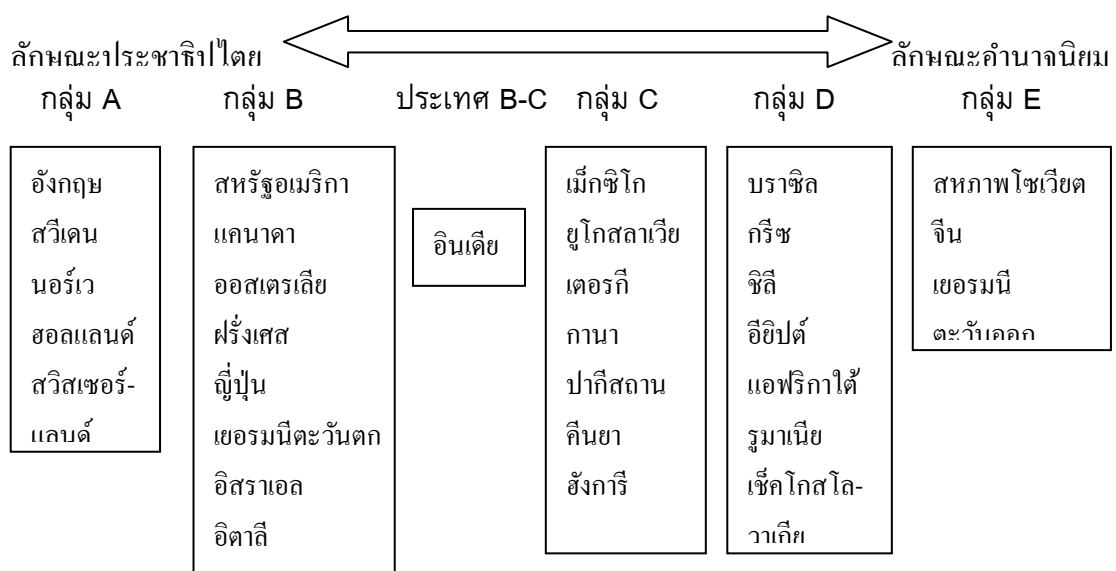 ลักษณะประชาธิปไตย
ลักษณะอำนาจนิยม
กลุ่ม A
กลุ่ม B
ประเทศ B-C
กลุ่ม C
กลุ่ม D
กลุ่ม E
อังกฤษ
สวีเดน
นอร์เว
ฮอลแลนด์
สวิสเซอร์-
แลนด์
สหรัฐอเมริกา
แคนาดา
ออสเตรเลีย
ฝรั่งเศส
ญี่ปุ่น
เยอรมนีตะวันตก
อิสราเอล
อิตาลี
อินเดีย
เม็กซิโก
ยูโกสลาเวีย
เตอรกี
กานา
ปากีสถาน
คีนยา
ฮังการี
บราซิล
กรีซ
ชิลี
อียิปต์
แอฟริกาใต้
รูมาเนีย
เช็คโกสโล-
วาเกีย
สหภาพโซเวียต
จีน
เยอรมนี
ตะวันออก